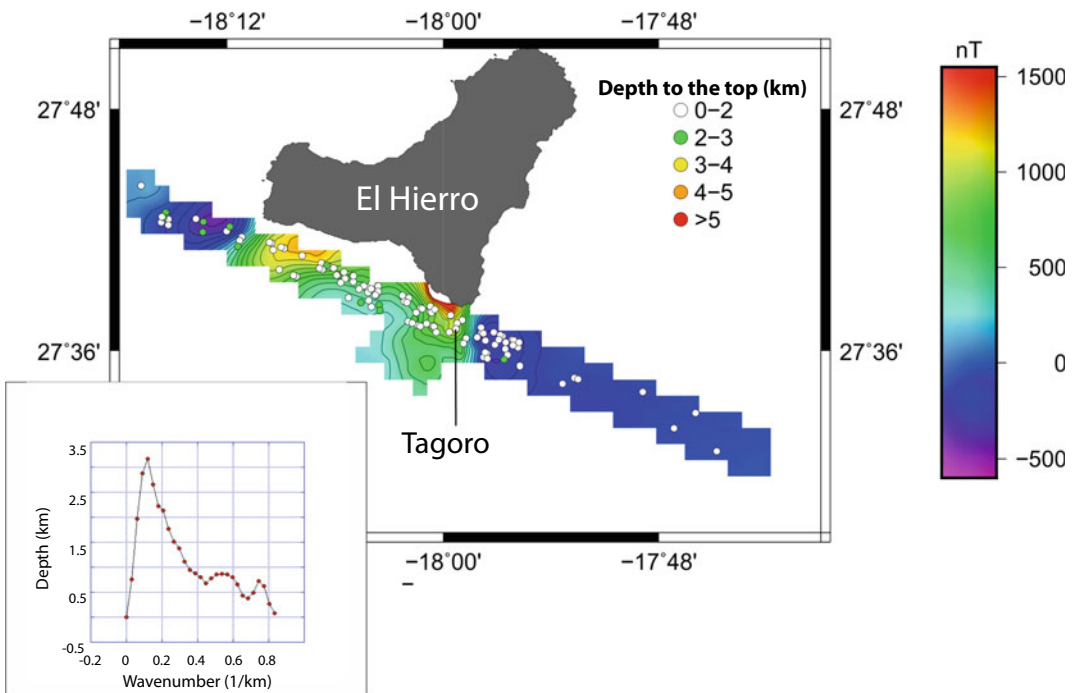 −18˚12' −18˚00' −17˚48'
nT
27˚48' 27˚48'
Depth to the top (km)
0−2
2−3
3−4
4−5
>5
El Hierro
1500
1000
500
0
−500
27˚36' 27˚36'
Tagoro
−18˚00' −17˚48'
−
3.5
2.5
1.5
0.5
-0.5
Depth (km)
-0.2 0 0.2 0.4 0.6 0.8
Wavenumber (1/km)